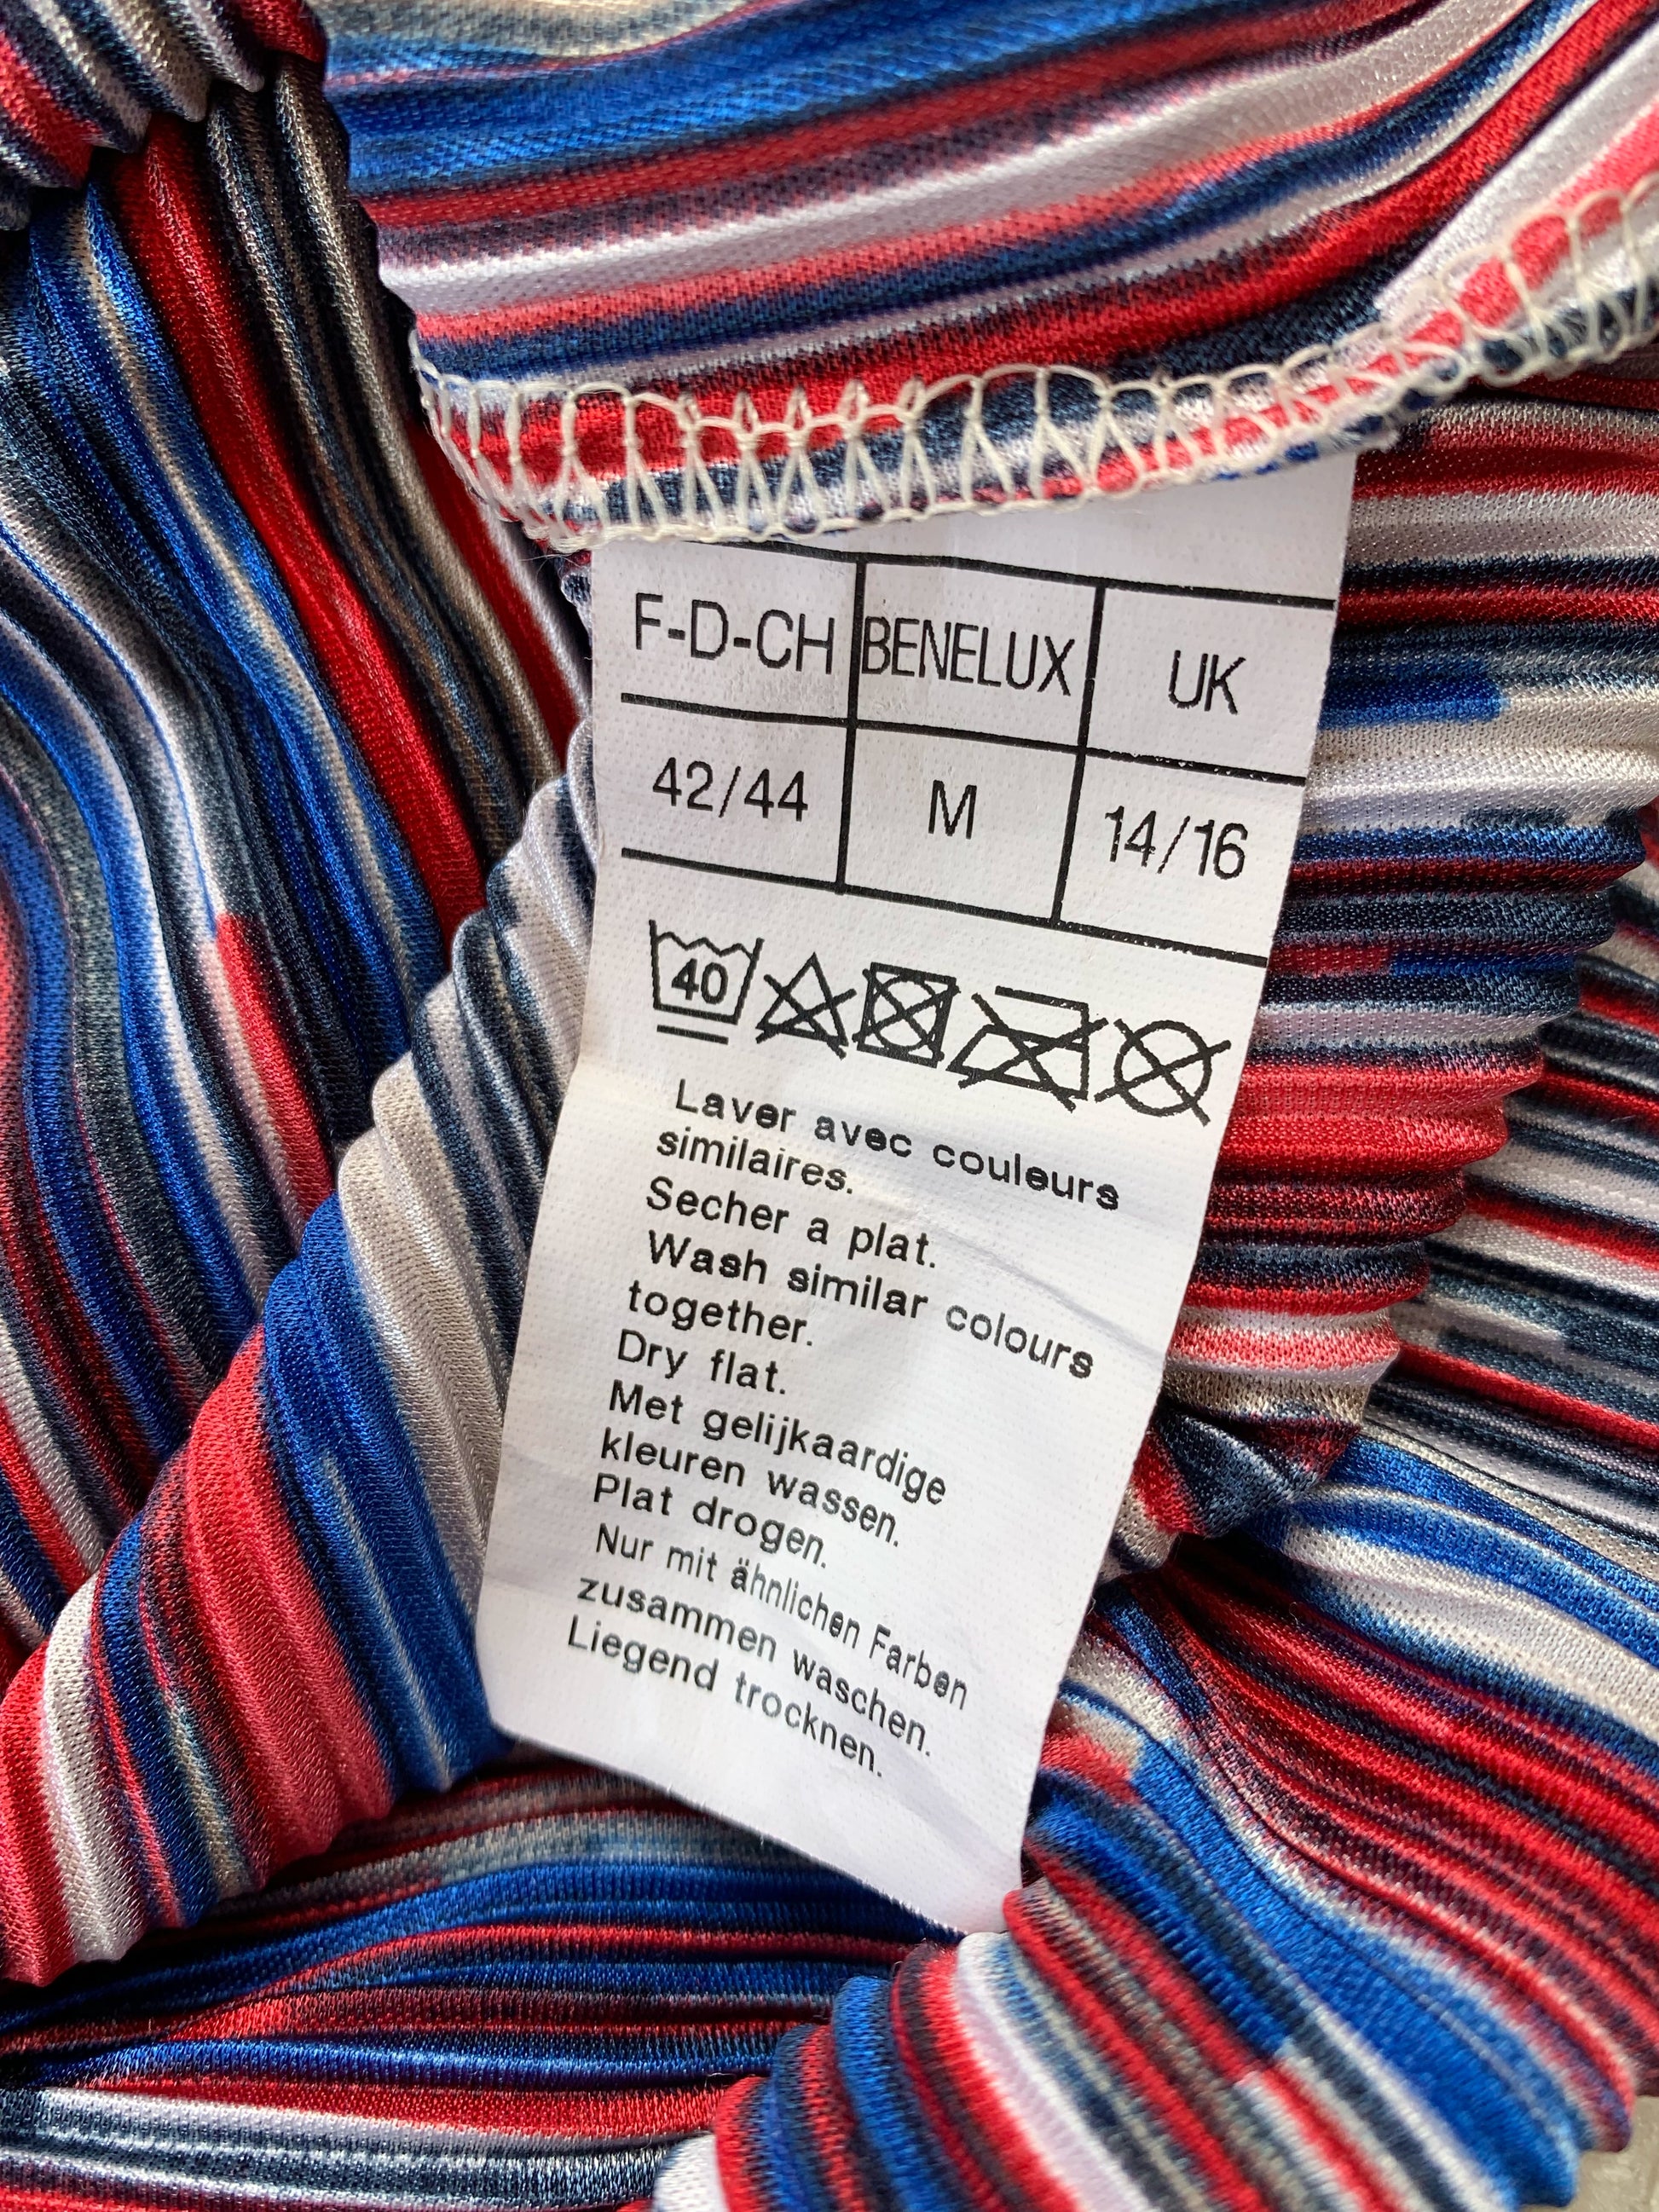 F-D-CH BENELUX UK
42/44 M 14/16
40
Laver avec couleurs
similaires.
Secher a plat.
Wash similar colours
together.
Dry flat.
Met gelijkaardige
kleuren wassen.
Plat drogen.
Nur mit ähnlichen Farben
zusammen waschen.
Liegend trocknen.